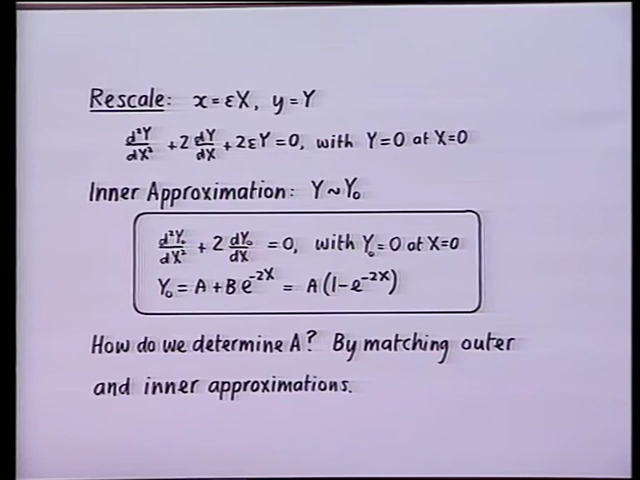 Rescale: x = εX, y = Y
d²Y/dX² + 2 dY/dX + 2εY = 0, with Y = 0 at X = 0
Inner Approximation: Y ~ Y₀
d²Y₀/dX² + 2 dY₀/dX = 0, with Y₀ = 0 at X = 0
Y₀ = A + B e^{-2X} = A(1 - e^{-2X})
How do we determine A? By matching outer
and inner approximations.